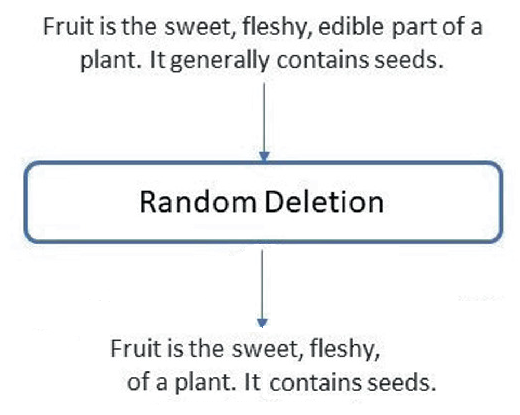 Fruit is the sweet, fleshy, edible part of a
plant. It generally contains seeds.
Random Deletion
Fruit is the sweet, fleshy,
of a plant. It contains seeds.